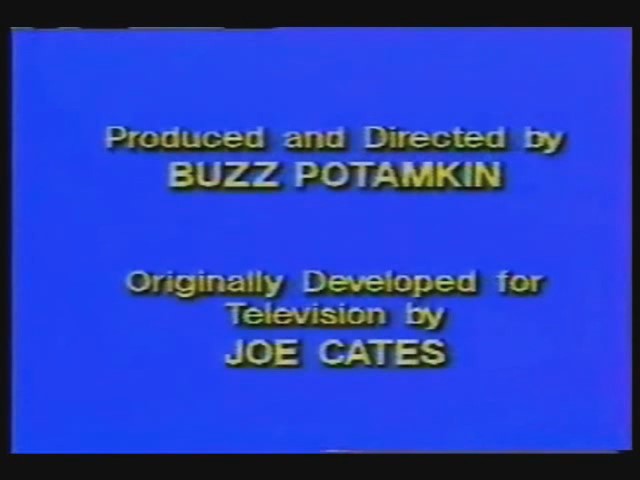 Produced and Directed by
BUZZ POTAMKIN
Originally Developed for
Television by
JOE CATES